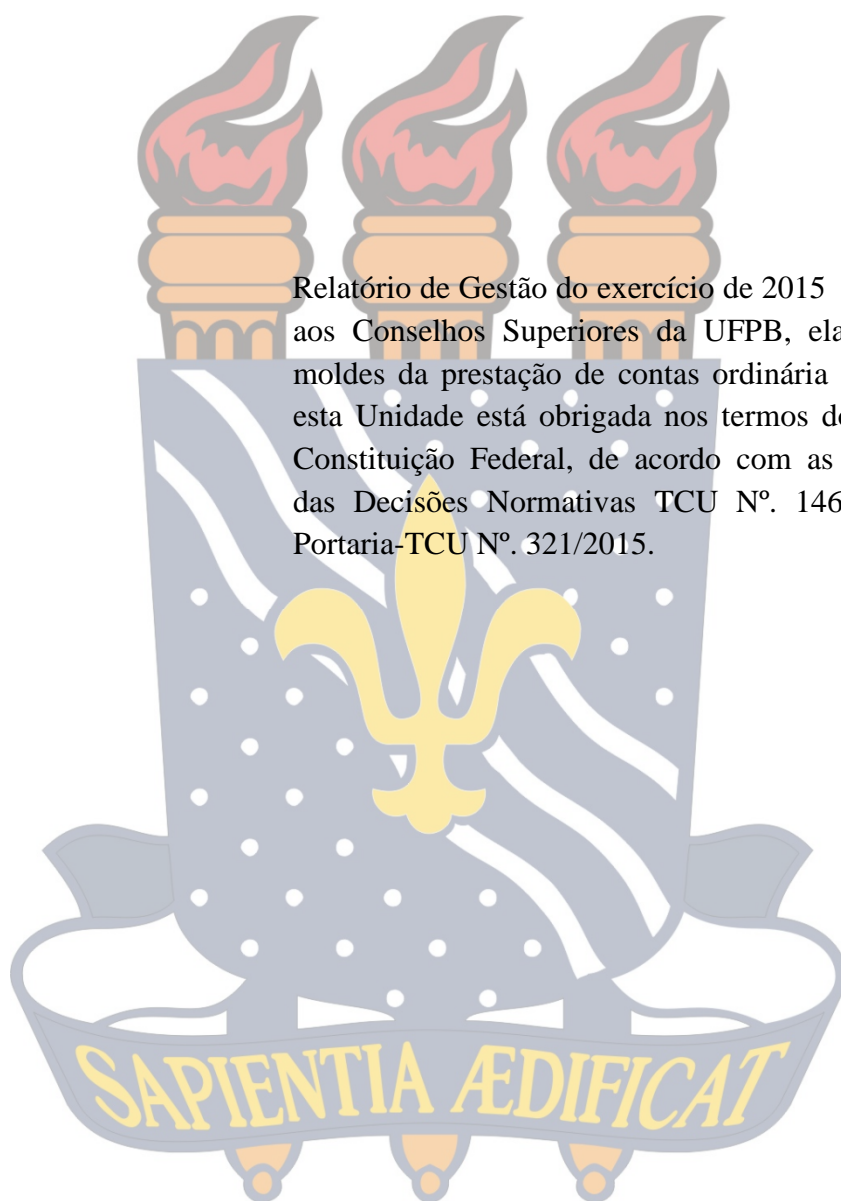 Relatório de Gestão do exercício de 2015
aos Conselhos Superiores da UFPB,
moldes da prestação de contas ordinária
esta Unidade está obrigada nos termos
Constituição Federal, de acordo com as
das Decisões Normativas TCU Nº. 146
Portaria-TCU Nº. 321/2015.
SAPIENTIA ÆDIFICAT